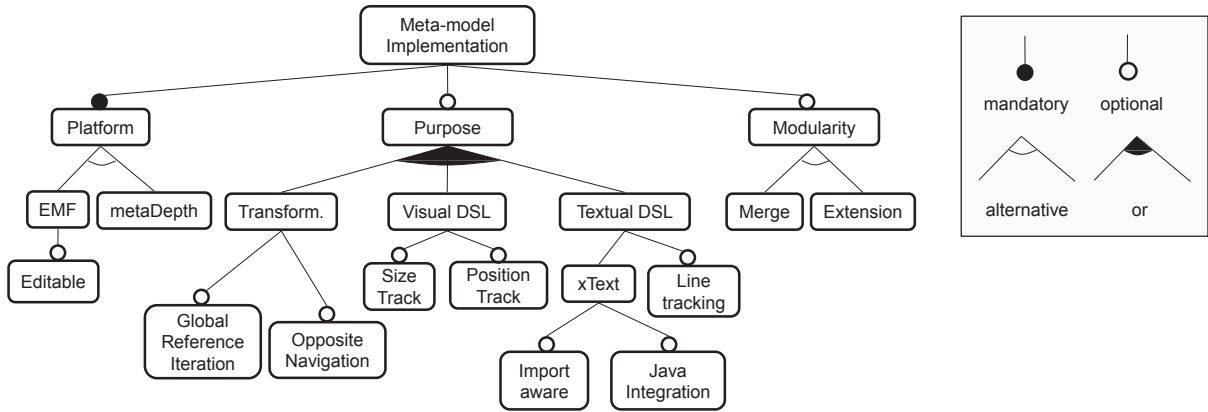 Meta-model
Implementation
Platform
Purpose
Modularity
mandatory
optional
EMF
metaDepth
Transform.
Visual DSL
Textual DSL
Merge
Extension
alternative
or
Editable
Size
Track
Position
Track
xText
Line
tracking
Global
Reference
Iteration
Opposite
Navigation
Import
aware
Java
Integration